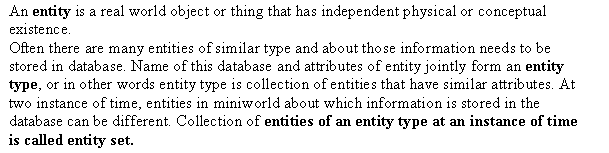 An entity is a real world object or thing that has independent physical or conceptual
existence.
Often there are many entities of similar type and about those information needs to be
stored in database. Name of this database and attributes of entity jointly form an entity
type, or in other words entity type is collection of entities that have similar attributes. At
two instance of time, entities in miniworld about which information is stored in the
database can be different. Collection of entities of an entity type at an instance of time
is called entity set.